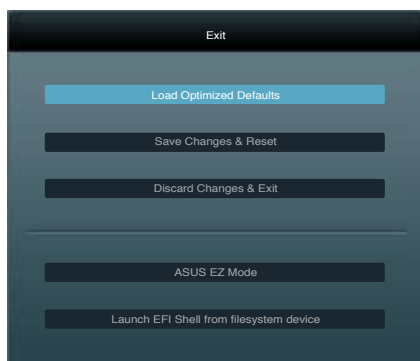 Exit
Load Optimized Defaults
Save Changes & Reset
Discard Changes & Exit
ASUS EZ Mode
Launch EFI Shell from filesystem device